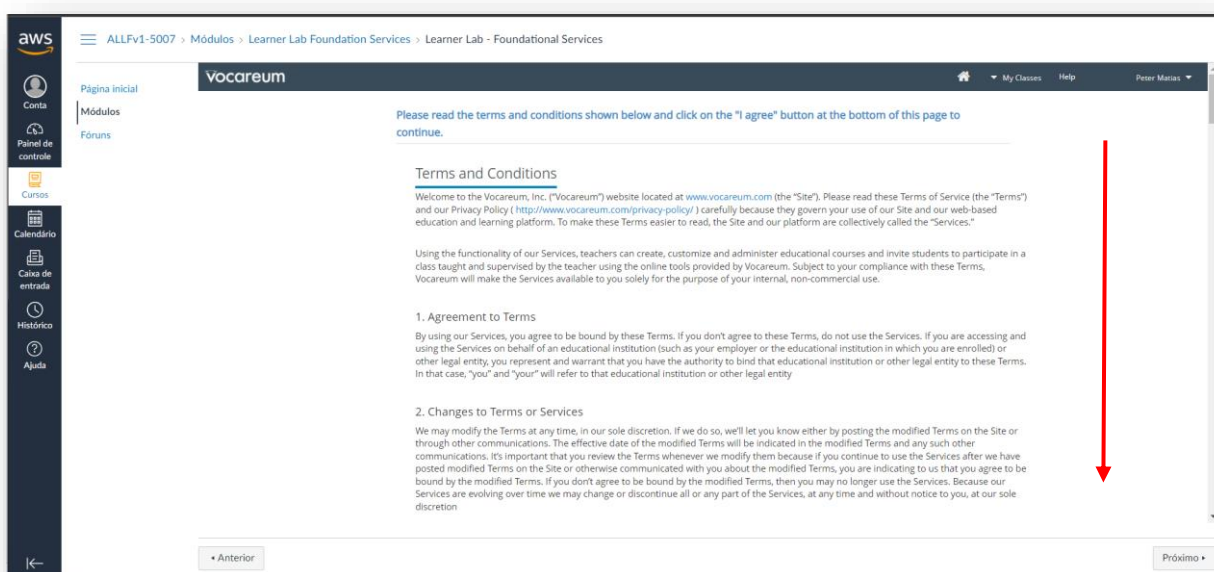 aws
ALLFv1-5007 › Módulos › Learner Lab Foundation Services › Learner Lab - Foundational Services
Conta
Painel de
controle
Cursos
Calendário
Caixa de
entrada
Histórico
Ajuda
Página inicial
Módulos
Fóruns
Vocareum
My Classes
Help
Peter Matias
Please read the terms and conditions shown below and click on the "I agree" button at the bottom of this page to
continue.
Terms and Conditions
Welcome to the Vocareum, Inc. ("Vocareum") website located at www.vocareum.com (the "Site"). Please read these Terms of Service (the "Terms")
and our Privacy Policy ( http://www.vocareum.com/privacy-policy/ ) carefully because they govern your use of our Site and our web-based
education and learning platform. To make these Terms easier to read, the Site and our platform are collectively called the "Services."
Using the functionality of our Services, teachers can create, customize and administer educational courses and invite students to participate in a
class taught and supervised by the teacher using the online tools provided by Vocareum. Subject to your compliance with these Terms,
Vocareum will make the Services available to you solely for the purpose of your internal, non-commercial use.
1. Agreement to Terms
By using our Services, you agree to be bound by these Terms. If you don't agree to these Terms, do not use the Services. If you are accessing and
using the Services on behalf of an educational institution (such as your employer or the educational institution in which you are enrolled) or
other legal entity, you represent and warrant that you have the authority to bind that educational institution or other legal entity to these Terms.
In that case, "you" and "your" will refer to that educational institution or other legal entity
2. Changes to Terms or Services
We may modify the Terms at any time, in our sole discretion. If we do so, we'll let you know either by posting the modified Terms on the Site or
through other communications. The effective date of the modified Terms will be indicated in the modified Terms and any such other
communications. It's important that you review the Terms whenever we modify them because if you continue to use the Services after we have
posted modified Terms on the Site or otherwise communicated with you about the modified Terms, you are indicating to us that you agree to be
bound by the modified Terms. If you don't agree to be bound by the modified Terms, then you may no longer use the Services. Because our
Services are evolving over time we may change or discontinue all or any part of the Services, at any time and without notice to you, at our sole
discretion
Anterior
Próximo